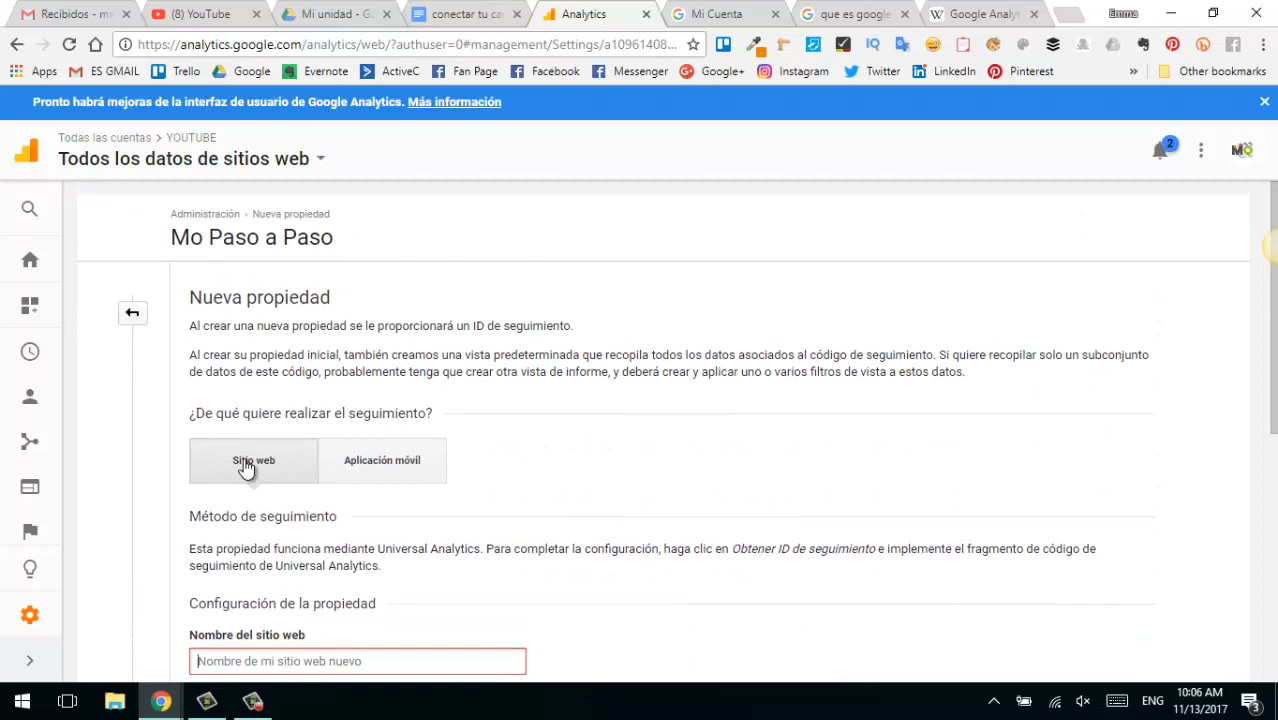 Recibidos - m
(8) YouTube
Mi unidad - Go
conectar tu ca
Analytics
Mi Cuenta
que es google
Google Analy
Emma
https://analytics.google.com/analytics/web/?authuser=0#management/Settings/a10961408...
Apps
ES GMAIL
Trello
Google
Evernote
ActiveC
Fan Page
Facebook
Messenger
Google+
Instagram
Twitter
LinkedIn
Pinterest
»
Other bookmarks
Pronto habrá mejoras de la interfaz de usuario de Google Analytics. Más información
Todas las cuentas > YOUTUBE
Todos los datos de sitios web
2
Administración › Nueva propiedad
Mo Paso a Paso
Nueva propiedad
Al crear una nueva propiedad se le proporcionará un ID de seguimiento.
Al crear su propiedad inicial, también creamos una vista predeterminada que recopila todos los datos asociados al código de seguimiento. Si quiere recopilar solo un subconjunto
de datos de este código, probablemente tenga que crear otra vista de informe, y deberá crear y aplicar uno o varios filtros de vista a estos datos.
¿De qué quiere realizar el seguimiento?
Sitio web
Aplicación móvil
Método de seguimiento
Esta propiedad funciona mediante Universal Analytics. Para completar la configuración, haga clic en Obtener ID de seguimiento e implemente el fragmento de código de
seguimiento de Universal Analytics.
Configuración de la propiedad
Nombre del sitio web
Nombre de mi sitio web nuevo
ENG
10:06 AM
11/13/2017
3